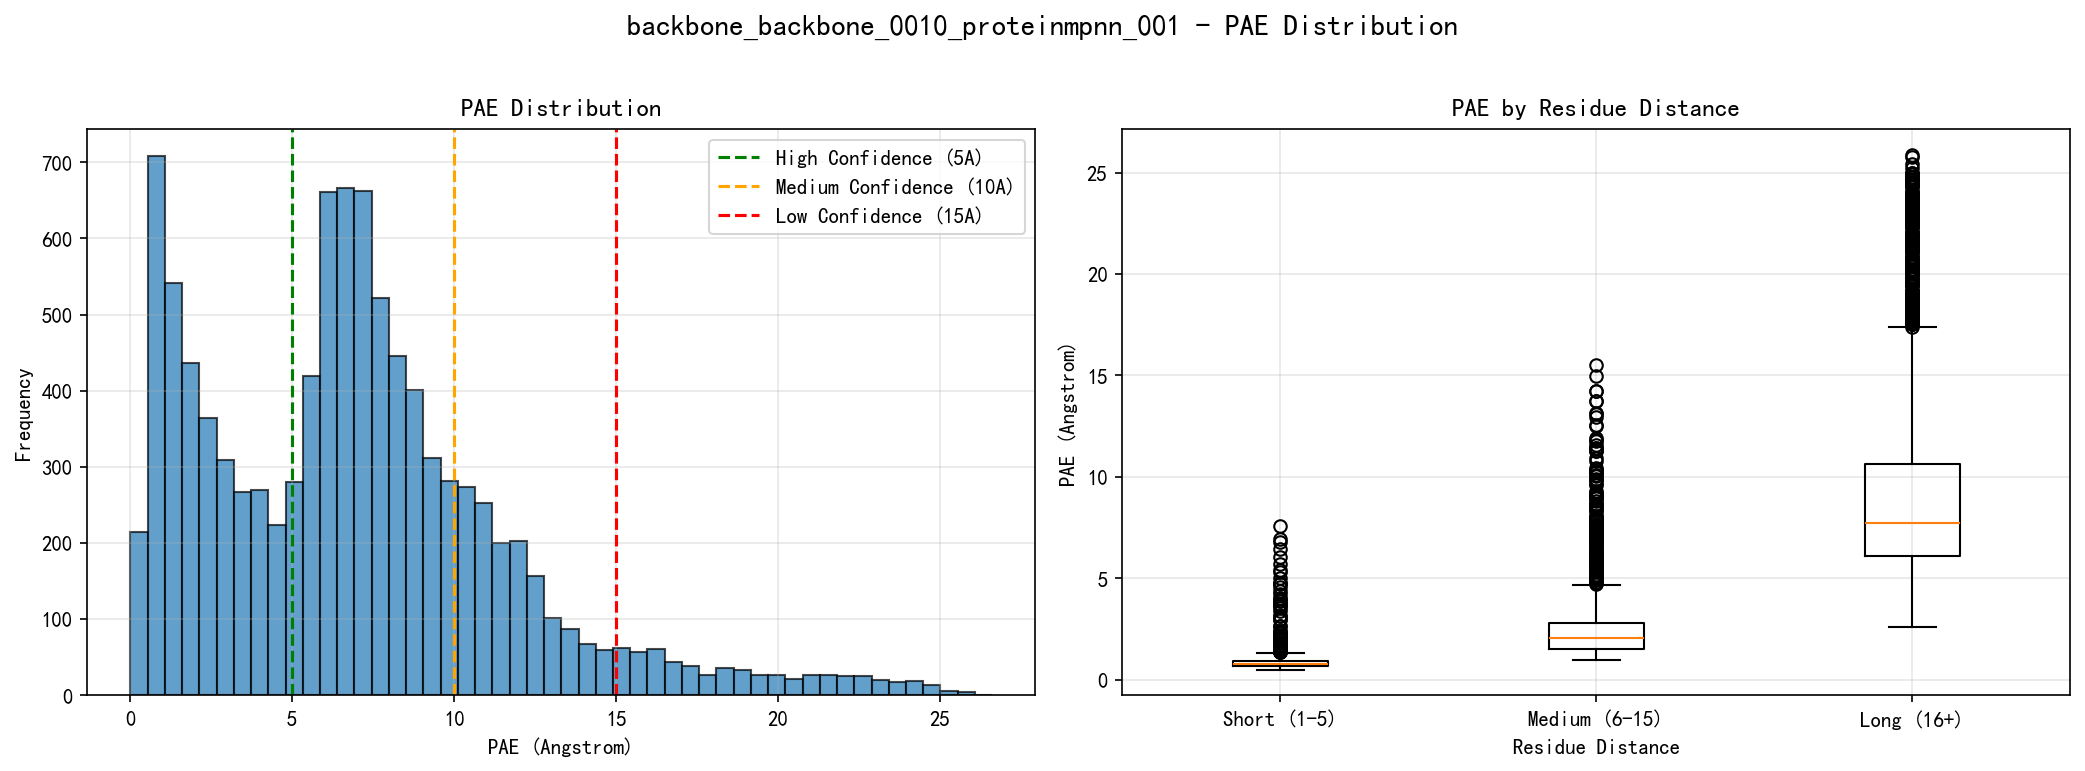 backbone_backbone_0010_proteinmpnn_001 - PAE Distribution
PAE Distribution
Frequency
700
600
500
400
300
200
100
0
0 5 10 15 20 25
PAE (Angstrom)
High Confidence (5A)
Medium Confidence (10A)
Low Confidence (15A)
PAE by Residue Distance
PAE (Angstrom)
25
20
15
10
5
0
Short (1-5) Medium (6-15) Long (16+)
Residue Distance